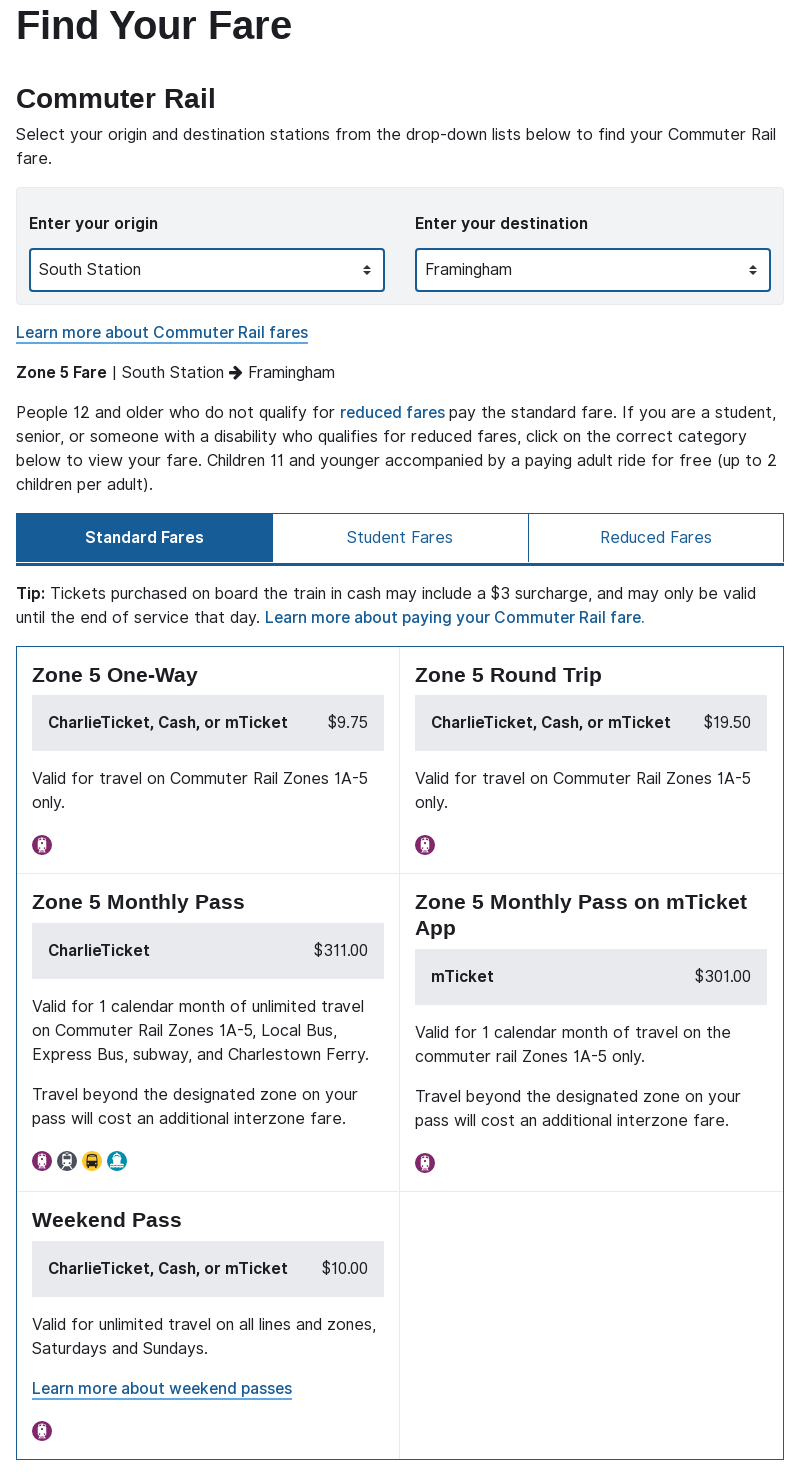 Find Your Fare
Commuter Rail
Select your origin and destination stations from the drop-down lists below to find your Commuter Rail
fare.
Enter your origin
South Station
Enter your destination
Framingham
Learn more about Commuter Rail fares
Zone 5 Fare | South Station → Framingham
People 12 and older who do not qualify for reduced fares pay the standard fare. If you are a student,
senior, or someone with a disability who qualifies for reduced fares, click on the correct category
below to view your fare. Children 11 and younger accompanied by a paying adult ride for free (up to 2
children per adult).
Standard Fares
Student Fares
Reduced Fares
Tip: Tickets purchased on board the train in cash may include a $3 surcharge, and may only be valid
until the end of service that day. Learn more about paying your Commuter Rail fare.
Zone 5 One-Way
CharlieTicket, Cash, or mTicket $9.75
Valid for travel on Commuter Rail Zones 1A-5
only.
Zone 5 Round Trip
CharlieTicket, Cash, or mTicket $19.50
Valid for travel on Commuter Rail Zones 1A-5
only.
Zone 5 Monthly Pass
CharlieTicket $311.00
Valid for 1 calendar month of unlimited travel
on Commuter Rail Zones 1A-5, Local Bus,
Express Bus, subway, and Charlestown Ferry.
Travel beyond the designated zone on your
pass will cost an additional interzone fare.
Zone 5 Monthly Pass on mTicket
App
mTicket $301.00
Valid for 1 calendar month of travel on the
commuter rail Zones 1A-5 only.
Travel beyond the designated zone on your
pass will cost an additional interzone fare.
Weekend Pass
CharlieTicket, Cash, or mTicket $10.00
Valid for unlimited travel on all lines and zones,
Saturdays and Sundays.
Learn more about weekend passes